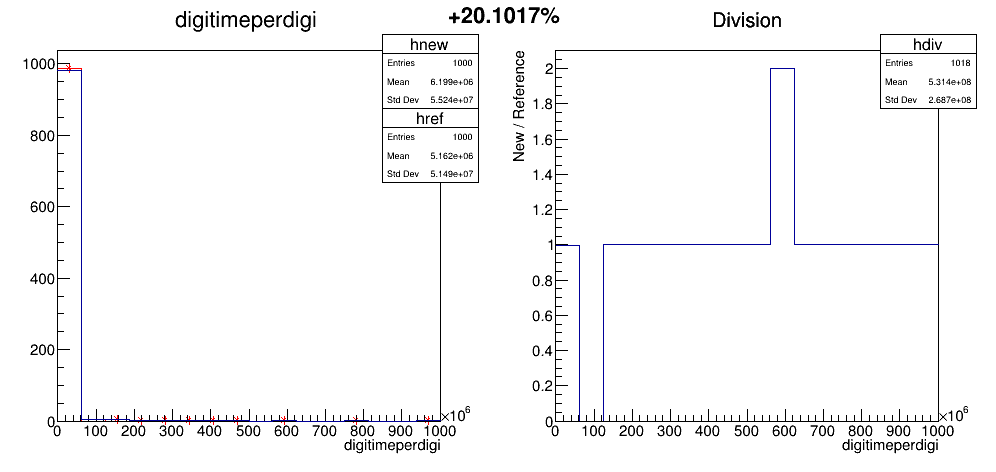 digitimeperdigi
+20.1017%
Division
hnew
Entries 1000
Mean 6.199e+06
Std Dev 5.524e+07
href
Entries 1000
Mean 5.162e+06
Std Dev 5.149e+07
1000
800
600
400
200
0
0 100 200 300 400 500 600 700 800 900 1000
×10⁶
digitimeperdigi
hdiv
Entries 1018
Mean 5.314e+08
Std Dev 2.687e+08
New / Reference
2
1.8
1.6
1.4
1.2
1
0.8
0.6
0.4
0.2
0
0 100 200 300 400 500 600 700 800 900 1000
×10⁶
digitimeperdigi